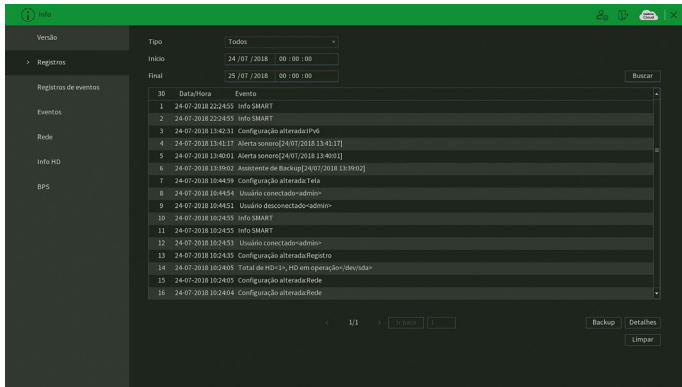 Info
Versão
Registros
Registros de eventos
Eventos
Rede
Info HD
BPS
Tipo Todos
Início 24 /07 /2018 00 : 00 : 00
Final 25 /07 /2018 00 : 00 : 00
Buscar
30 Data/Hora Evento
1 24-07-2018 22:24:55 Info SMART
2 24-07-2018 22:24:55 Info SMART
3 24-07-2018 13:42:31 Configuração alterada:IPv6
4 24-07-2018 13:41:17 Alerta sonoro[24/07/2018 13:41:17]
5 24-07-2018 13:40:01 Alerta sonoro[24/07/2018 13:40:01]
6 24-07-2018 13:39:02 Assistente de Backup[24/07/2018 13:39:02]
7 24-07-2018 10:44:59 Configuração alterada:Tela
8 24-07-2018 10:44:54 Usuário conectado<admin>
9 24-07-2018 10:44:51 Usuário desconectado<admin>
10 24-07-2018 10:24:55 Info SMART
11 24-07-2018 10:24:55 Info SMART
12 24-07-2018 10:24:53 Usuário conectado<admin>
13 24-07-2018 10:24:35 Configuração alterada:Registro
14 24-07-2018 10:24:05 Total de HD<1>, HD em operação</dev/sda>
15 24-07-2018 10:24:05 Configuração alterada:Rede
16 24-07-2018 10:24:04 Configuração alterada:Rede
1/1 Ir para 1
Backup Detalhes
Limpar